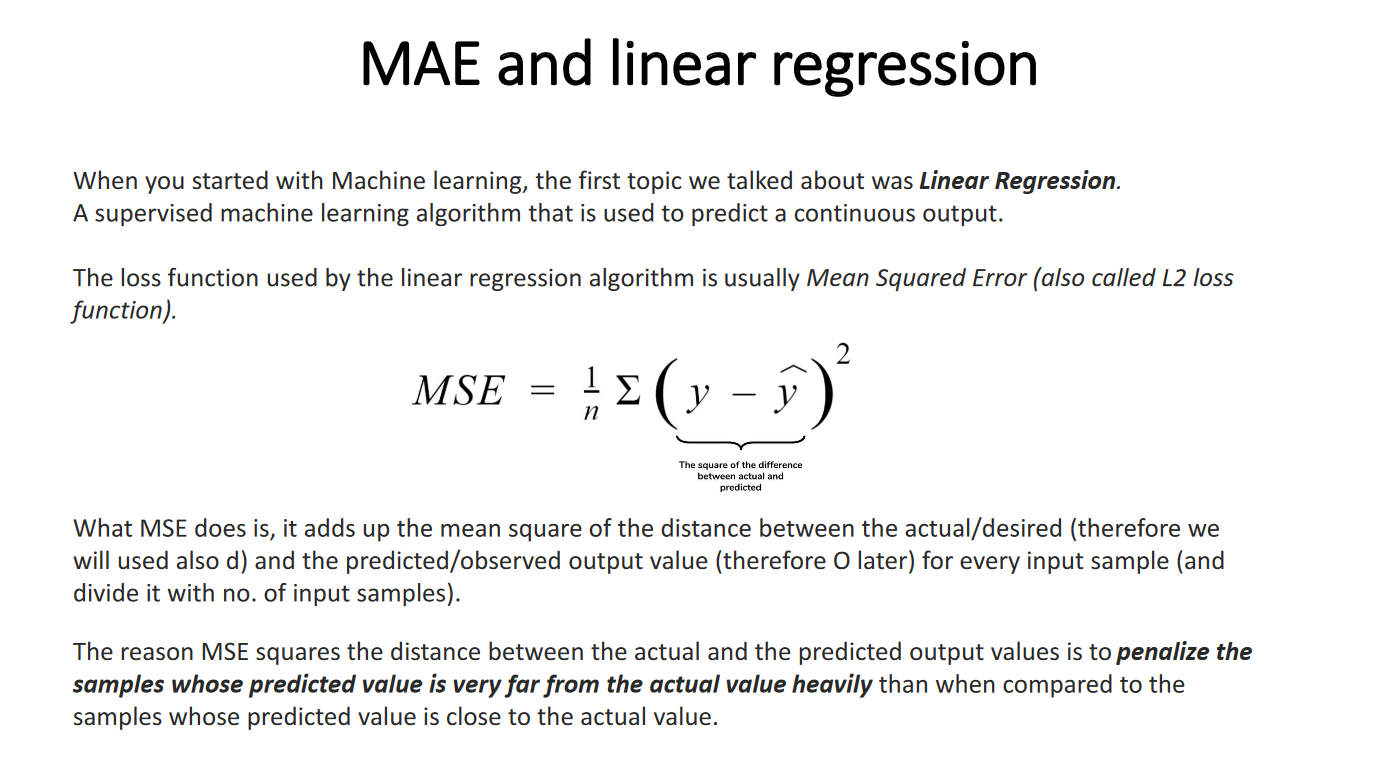 MAE and linear regression
When you started with Machine learning, the first topic we talked about was Linear Regression.
A supervised machine learning algorithm that is used to predict a continuous output.
The loss function used by the linear regression algorithm is usually Mean Squared Error (also called L2 loss
function).
MSE = 1/n Σ (y − ŷ)²
The square of the difference
between actual and
predicted
What MSE does is, it adds up the mean square of the distance between the actual/desired (therefore we
will used also d) and the predicted/observed output value (therefore O later) for every input sample (and
divide it with no. of input samples).
The reason MSE squares the distance between the actual and the predicted output values is to penalize the
samples whose predicted value is very far from the actual value heavily than when compared to the
samples whose predicted value is close to the actual value.